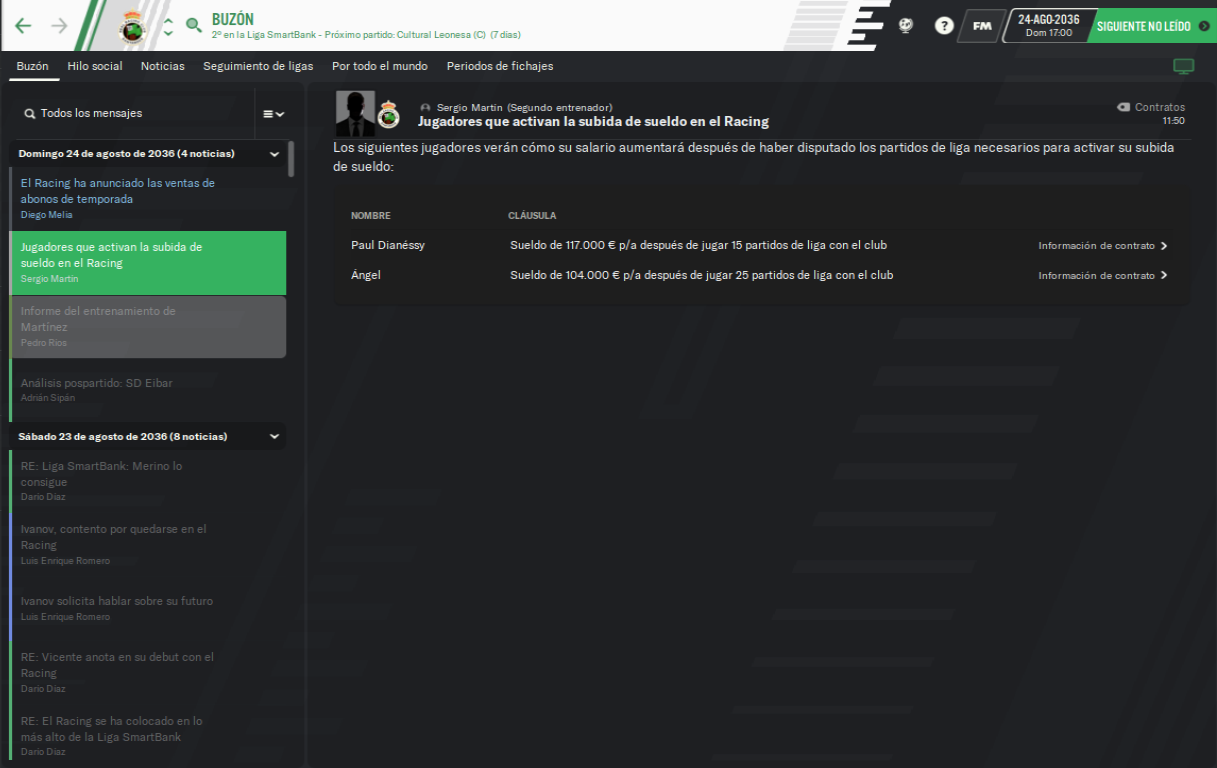 BUZÓN
2º en la Liga SmartBank - Próximo partido: Cultural Leonesa (C) (7 días)
?
FM
24-AGO-2036
Dom 17:00
SIGUIENTE NO LEÍDO
Buzón
Hilo social
Noticias
Seguimiento de ligas
Por todo el mundo
Periodos de fichajes
Todos los mensajes
Domingo 24 de agosto de 2036 (4 noticias)
El Racing ha anunciado las ventas de
abonos de temporada
Diego Melia
Jugadores que activan la subida de
sueldo en el Racing
Sergio Martín
Informe del entrenamiento de
Martínez
Pedro Ríos
Análisis pospartido: SD Eibar
Adrián Sipán
Sábado 23 de agosto de 2036 (8 noticias)
RE: Liga SmartBank: Merino lo
consigue
Darío Díaz
Ivanov, contento por quedarse en el
Racing
Luis Enrique Romero
Ivanov solicita hablar sobre su futuro
Luis Enrique Romero
RE: Vicente anota en su debut con el
Racing
Darío Díaz
RE: El Racing se ha colocado en lo
más alto de la Liga SmartBank
Darío Díaz
Sergio Martín (Segundo entrenador)
Jugadores que activan la subida de sueldo en el Racing
Contratos
11:50
Los siguientes jugadores verán cómo su salario aumentará después de haber disputado los partidos de liga necesarios para activar su subida
de sueldo:
NOMBRE CLÁUSULA
Paul Dianéssy Sueldo de 117.000 € p/a después de jugar 15 partidos de liga con el club Información de contrato
Ángel Sueldo de 104.000 € p/a después de jugar 25 partidos de liga con el club Información de contrato